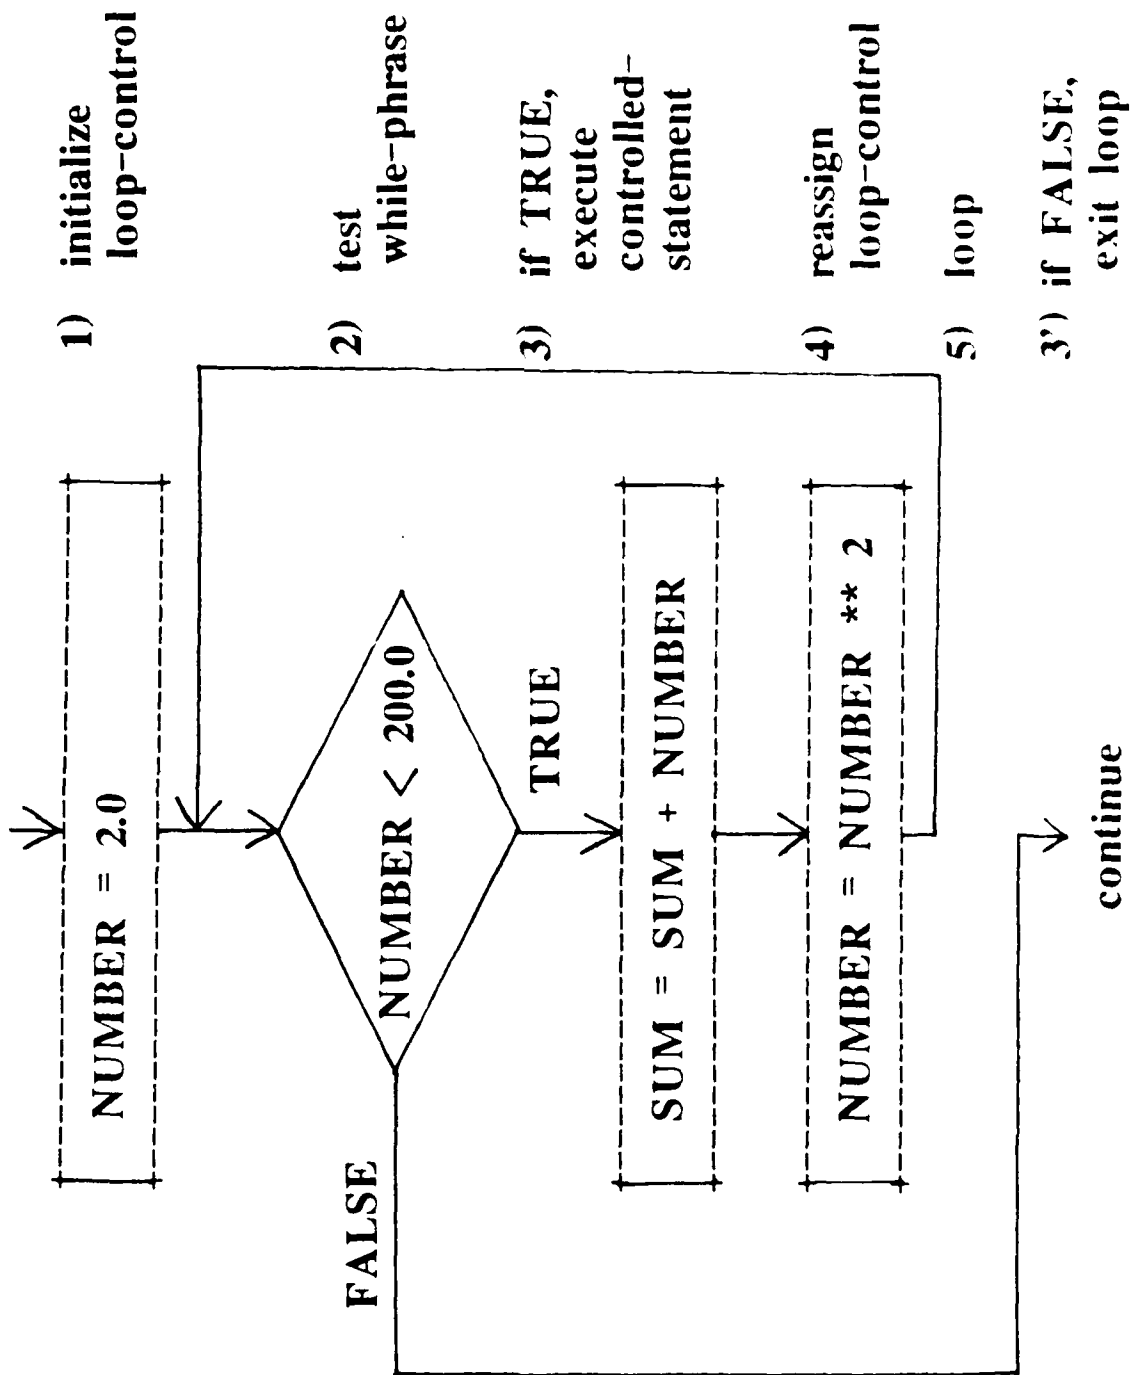 NUMBER = 2.0
1) initialize
loop-control
NUMBER < 200.0
2) test
while-phrase
FALSE
TRUE
3) if TRUE,
execute
controlled-
statement
SUM = SUM + NUMBER
NUMBER = NUMBER ** 2
4) reassign
loop-control
5) loop
continue
3') if FALSE,
exit loop